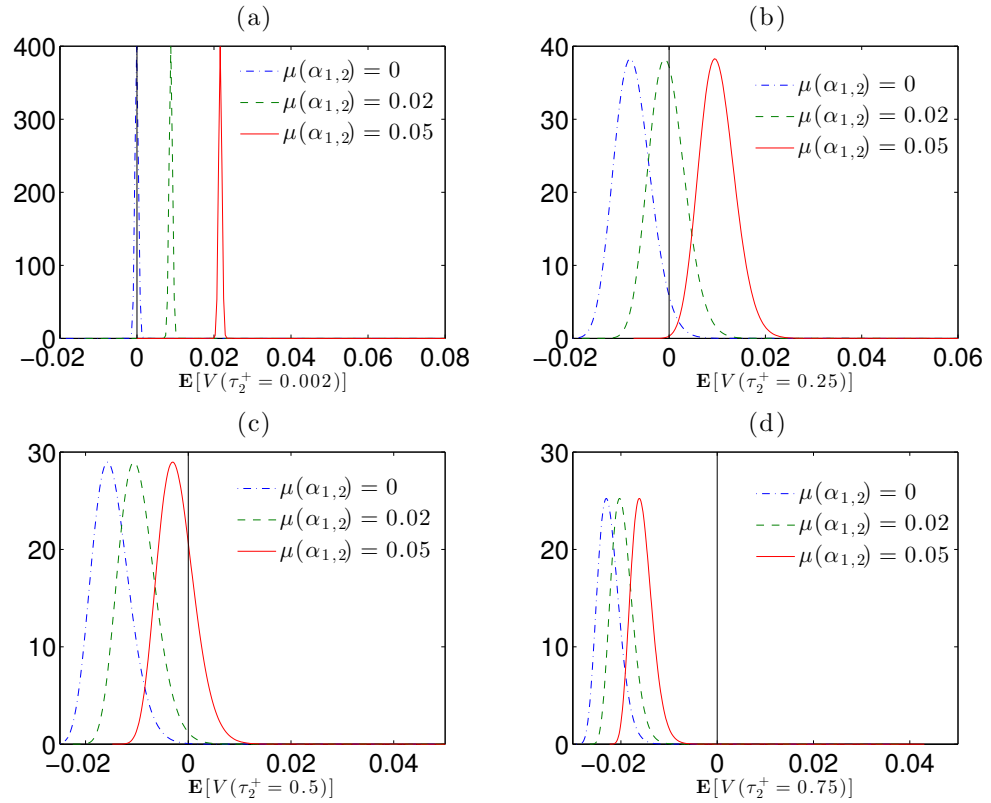 (a)
400
300
200
100
0
−0.02 0 0.02 0.04 0.06 0.08
μ(α1,2) = 0
μ(α1,2) = 0.02
μ(α1,2) = 0.05
E[V(τ2+ = 0.002)]
(b)
40
30
20
10
0
−0.02 0 0.02 0.04 0.06
μ(α1,2) = 0
μ(α1,2) = 0.02
μ(α1,2) = 0.05
E[V(τ2+ = 0.25)]
(c)
30
20
10
0
−0.02 0 0.02 0.04
μ(α1,2) = 0
μ(α1,2) = 0.02
μ(α1,2) = 0.05
E[V(τ2+ = 0.5)]
(d)
30
20
10
0
−0.02 0 0.02 0.04
μ(α1,2) = 0
μ(α1,2) = 0.02
μ(α1,2) = 0.05
E[V(τ2+ = 0.75)]